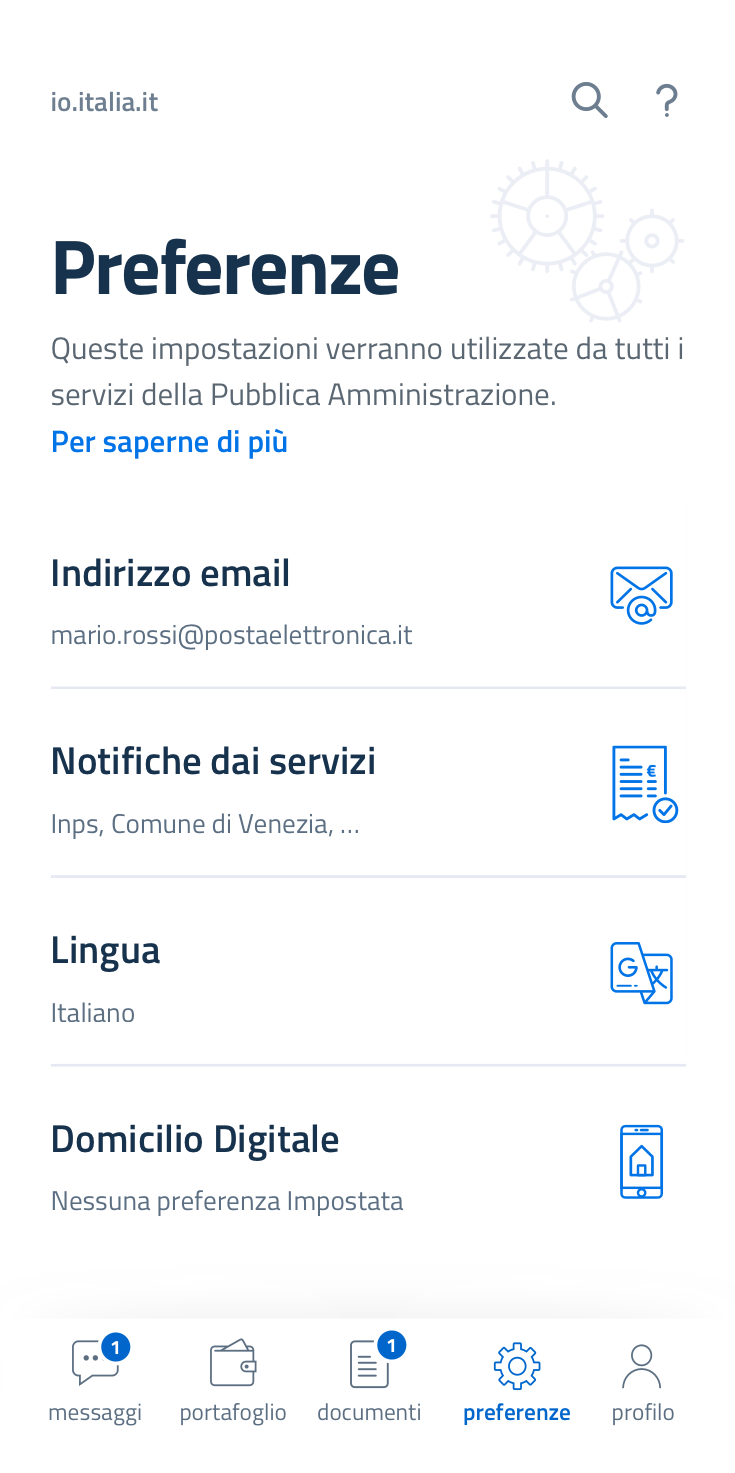 io.italia.it
Preferenze
Queste impostazioni verranno utilizzate da tutti i
servizi della Pubblica Amministrazione.
Per saperne di più
Indirizzo email
mario.rossi@postaelettronica.it
Notifiche dai servizi
€
Inps, Comune di Venezia, ...
Lingua
G 文
Italiano
Domicilio Digitale
Nessuna preferenza Impostata
1 1
messaggi portafoglio documenti preferenze profilo